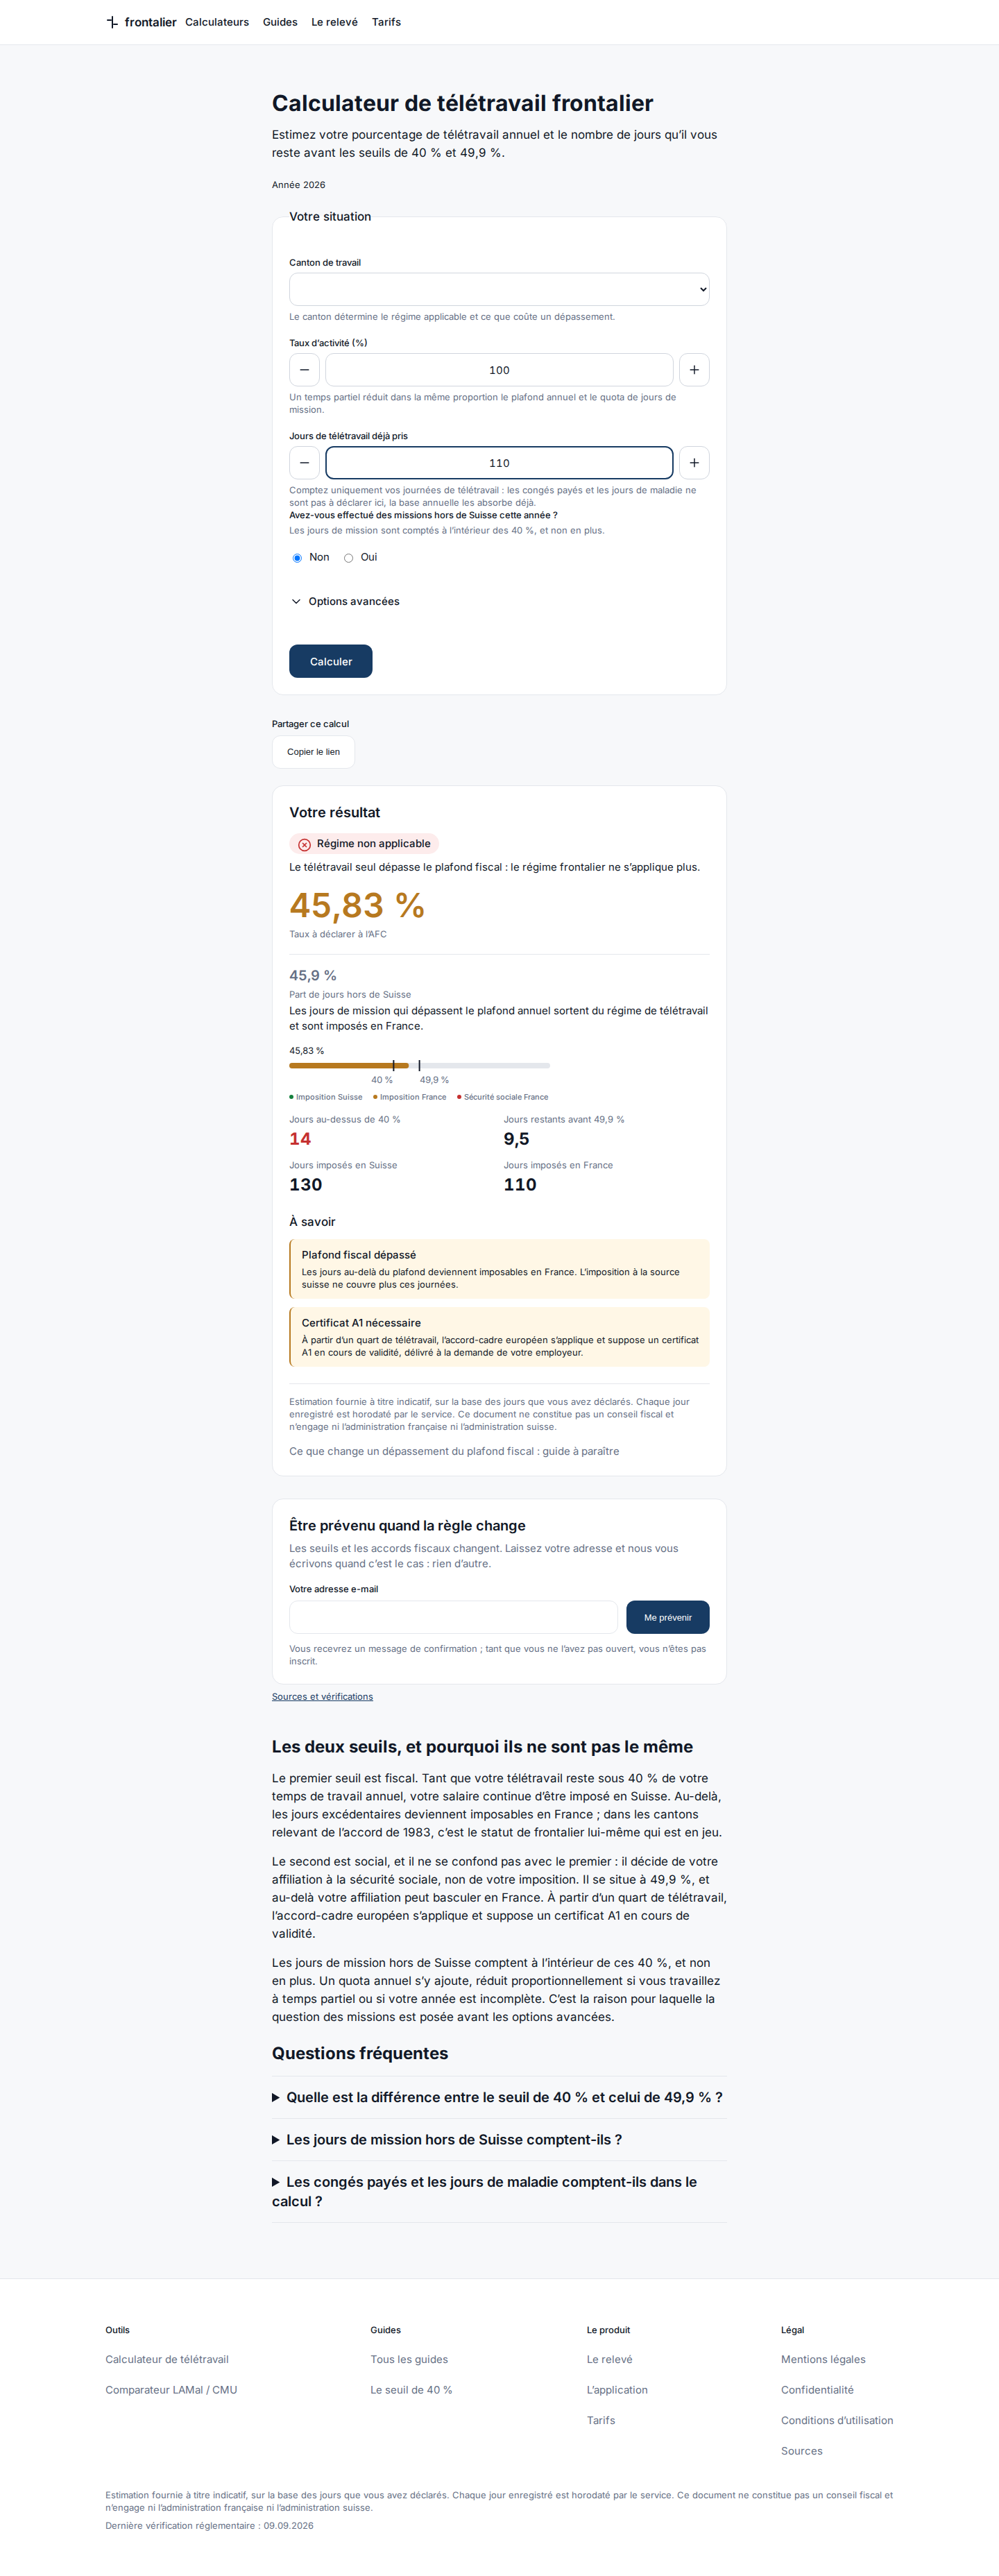 frontalier Calculateurs Guides Le relevé Tarifs
Calculateur de télétravail frontalier
Estimez votre pourcentage de télétravail annuel et le nombre de jours qu’il vous
reste avant les seuils de 40 % et 49,9 %.
Année 2026
Votre situation
Canton de travail
Le canton détermine le régime applicable et ce que coûte un dépassement.
Taux d’activité (%)
100
Un temps partiel réduit dans la même proportion le plafond annuel et le quota de jours de
mission.
Jours de télétravail déjà pris
110
Comptez uniquement vos journées de télétravail : les congés payés et les jours de maladie ne
sont pas à déclarer ici, la base annuelle les absorbe déjà.
Avez-vous effectué des missions hors de Suisse cette année ?
Les jours de mission sont comptés à l’intérieur des 40 %, et non en plus.
Non Oui
Options avancées
Calculer
Partager ce calcul
Copier le lien
Votre résultat
Régime non applicable
Le télétravail seul dépasse le plafond fiscal : le régime frontalier ne s’applique plus.
45,83 %
Taux à déclarer à l’AFC
45,9 %
Part de jours hors de Suisse
Les jours de mission qui dépassent le plafond annuel sortent du régime de télétravail
et sont imposés en France.
45,83 %
40 % 49,9 %
Imposition Suisse Imposition France Sécurité sociale France
Jours au-dessus de 40 % Jours restants avant 49,9 %
14 9,5
Jours imposés en Suisse Jours imposés en France
130 110
À savoir
Plafond fiscal dépassé
Les jours au-delà du plafond deviennent imposables en France. L’imposition à la source
suisse ne couvre plus ces journées.
Certificat A1 nécessaire
À partir d’un quart de télétravail, l’accord-cadre européen s’applique et suppose un certificat
A1 en cours de validité, délivré à la demande de votre employeur.
Estimation fournie à titre indicatif, sur la base des jours que vous avez déclarés. Chaque jour
enregistré est horodaté par le service. Ce document ne constitue pas un conseil fiscal et
n’engage ni l’administration française ni l’administration suisse.
Ce que change un dépassement du plafond fiscal : guide à paraître
Être prévenu quand la règle change
Les seuils et les accords fiscaux changent. Laissez votre adresse et nous vous
écrivons quand c’est le cas : rien d’autre.
Votre adresse e-mail
Me prévenir
Vous recevrez un message de confirmation ; tant que vous ne l’avez pas ouvert, vous n’êtes pas
inscrit.
Sources et vérifications
Les deux seuils, et pourquoi ils ne sont pas le même
Le premier seuil est fiscal. Tant que votre télétravail reste sous 40 % de votre
temps de travail annuel, votre salaire continue d’être imposé en Suisse. Au-delà,
les jours excédentaires deviennent imposables en France ; dans les cantons
relevant de l’accord de 1983, c’est le statut de frontalier lui-même qui est en jeu.
Le second est social, et il ne se confond pas avec le premier : il décide de votre
affiliation à la sécurité sociale, non de votre imposition. Il se situe à 49,9 %, et
au-delà votre affiliation peut basculer en France. À partir d’un quart de télétravail,
l’accord-cadre européen s’applique et suppose un certificat A1 en cours de
validité.
Les jours de mission hors de Suisse comptent à l’intérieur de ces 40 %, et non
en plus. Un quota annuel s’y ajoute, réduit proportionnellement si vous travaillez
à temps partiel ou si votre année est incomplète. C’est la raison pour laquelle la
question des missions est posée avant les options avancées.
Questions fréquentes
Quelle est la différence entre le seuil de 40 % et celui de 49,9 % ?
Les jours de mission hors de Suisse comptent-ils ?
Les congés payés et les jours de maladie comptent-ils dans le
calcul ?
Outils Guides Le produit Légal
Calculateur de télétravail Tous les guides Le relevé Mentions légales
Comparateur LAMal / CMU Le seuil de 40 % L’application Confidentialité
Tarifs Conditions d’utilisation
Sources
Estimation fournie à titre indicatif, sur la base des jours que vous avez déclarés. Chaque jour enregistré est horodaté par le service. Ce document ne constitue pas un conseil fiscal et
n’engage ni l’administration française ni l’administration suisse.
Dernière vérification réglementaire : 09.09.2026